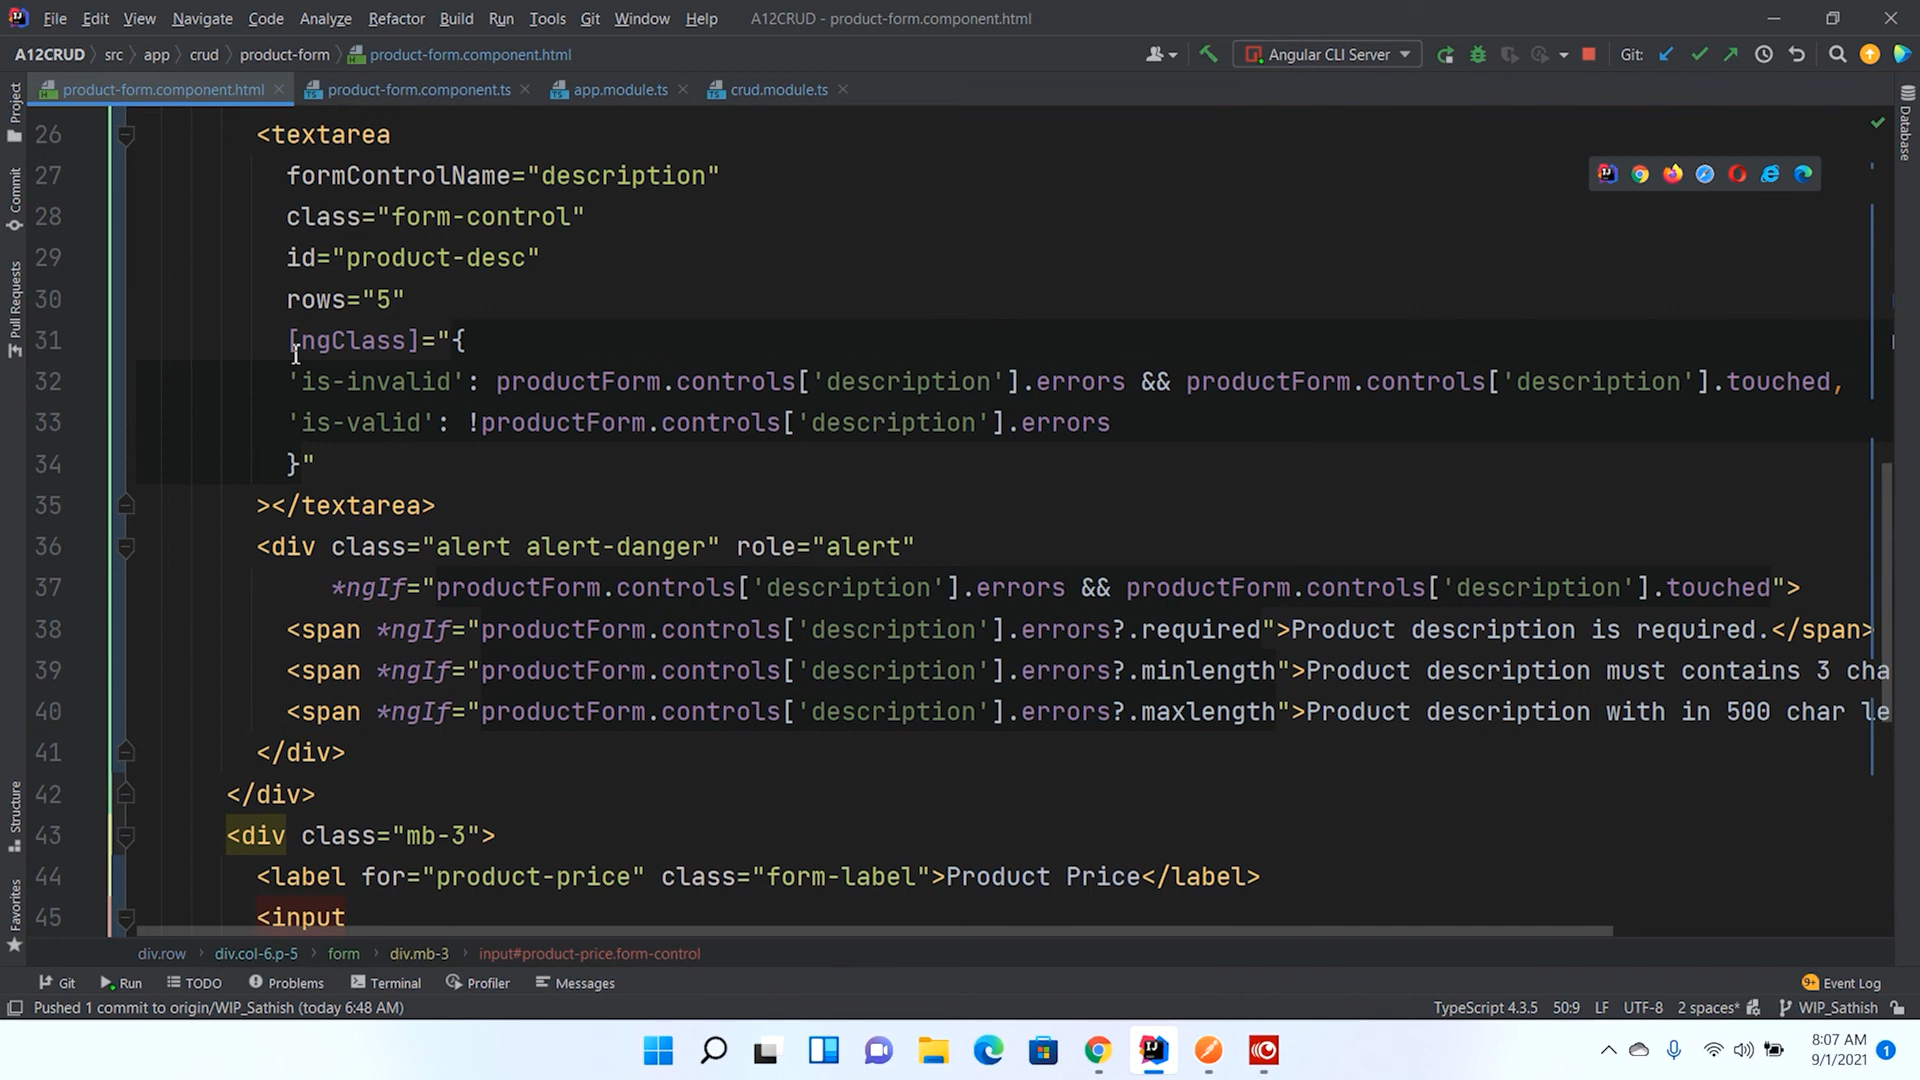 File Edit View Navigate Code Analyze Refactor Build Run Tools Git Window Help A12CRUD - product-form.component.html
A12CRUD src app crud product-form product-form.component.html Angular CLI Server Git:
product-form.component.html product-form.component.ts app.module.ts crud.module.ts
Project
Commit
Pull Requests
Structure
Favorites
Database
26 <textarea
27 formControlName="description"
28 class="form-control"
29 id="product-desc"
30 rows="5"
31 [ngClass]="{
32 'is-invalid': productForm.controls['description'].errors && productForm.controls['description'].touched,
33 'is-valid': !productForm.controls['description'].errors
34 }"
35 ></textarea>
36 <div class="alert alert-danger" role="alert"
37 *ngIf="productForm.controls['description'].errors && productForm.controls['description'].touched">
38 <span *ngIf="productForm.controls['description'].errors?.required">Product description is required.</span>
39 <span *ngIf="productForm.controls['description'].errors?.minlength">Product description must contains 3 cha
40 <span *ngIf="productForm.controls['description'].errors?.maxlength">Product description with in 500 char le
41 </div>
42 </div>
43 <div class="mb-3">
44 <label for="product-price" class="form-label">Product Price</label>
45 <input
div.row div.col-6.p-5 form div.mb-3 input#product-price.form-control
Git Run TODO Problems Terminal Profiler Messages 9+ Event Log
Pushed 1 commit to origin/WIP_Sathish (today 6:48 AM) TypeScript 4.3.5 50:9 LF UTF-8 2 spaces* WIP_Sathish
8:07 AM
9/1/2021 1